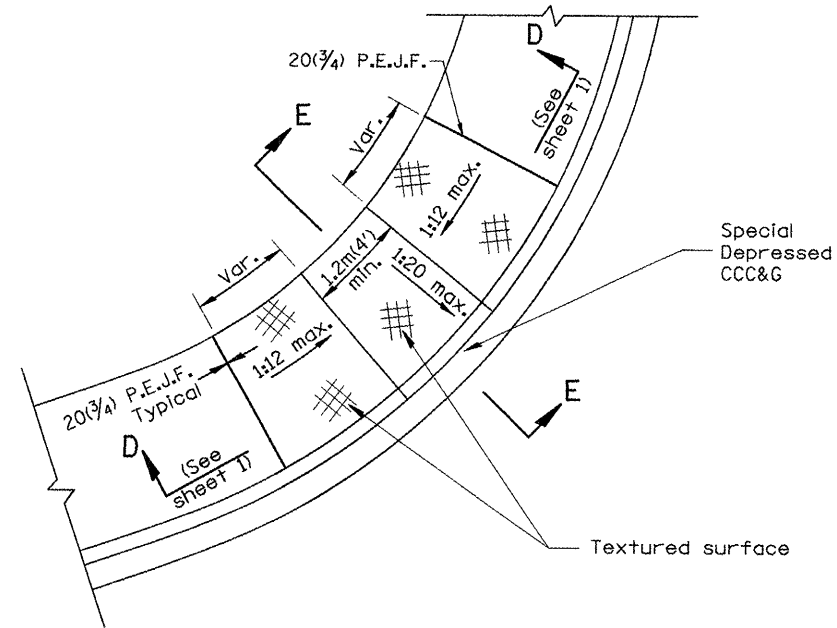 D
20(3/4) P.E.J.F.
(See
sheet 1)
E
Var.
1:12 max.
Special
Depressed
CCC&G
1.2m(4')
min.
1:20 max.
Var.
1:12 max.
20(3/4) P.E.J.F.
Typical
E
D
(See
sheet 1)
Textured surface